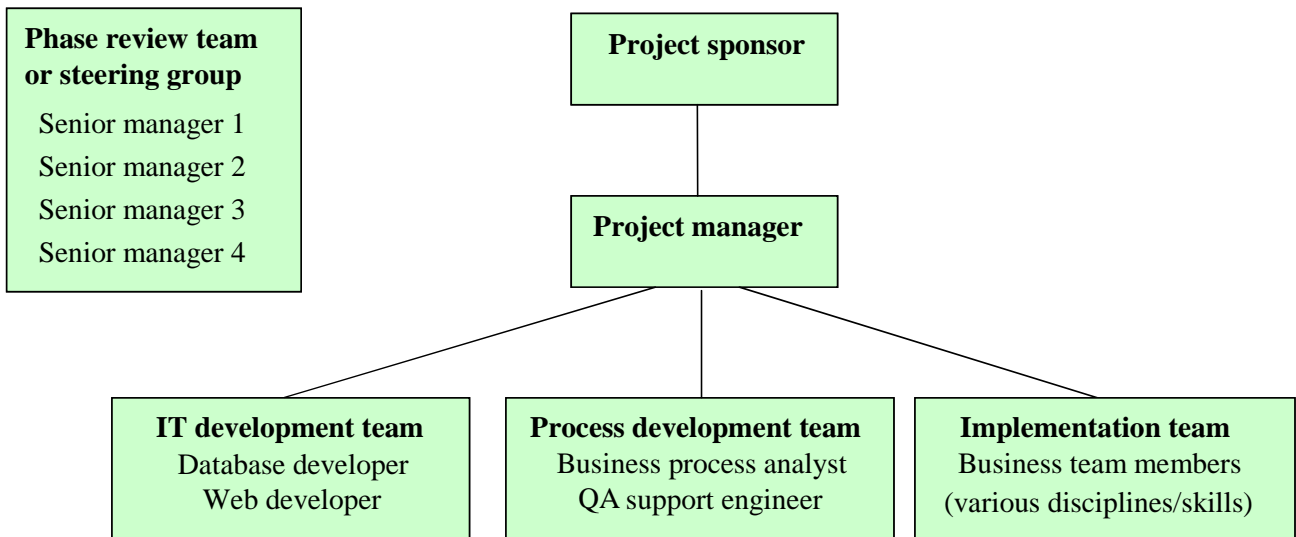 Phase review team
or steering group
Senior manager 1
Senior manager 2
Senior manager 3
Senior manager 4
Project sponsor
Project manager
IT development team
Database developer
Web developer
Process development team
Business process analyst
QA support engineer
Implementation team
Business team members
(various disciplines/skills)